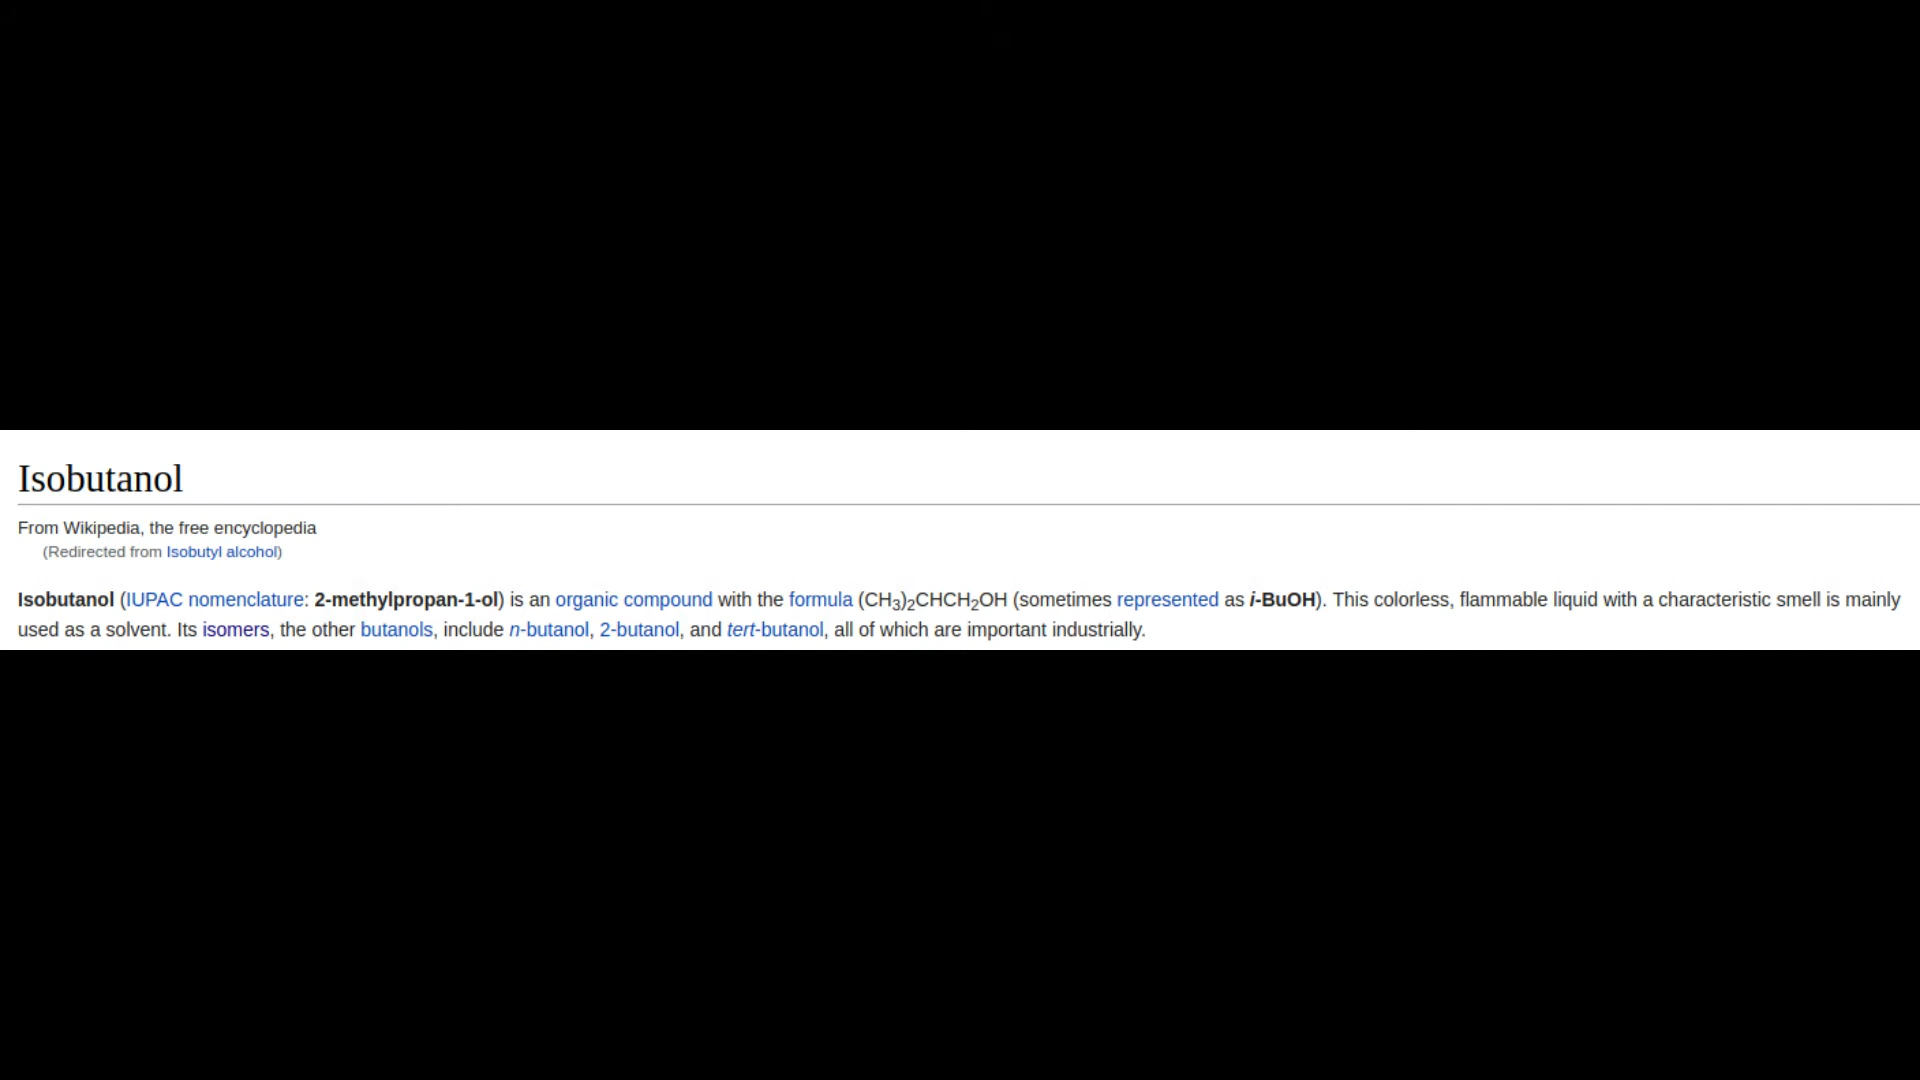 Isobutanol
From Wikipedia, the free encyclopedia
(Redirected from Isobutyl alcohol)
Isobutanol (IUPAC nomenclature: 2-methylpropan-1-ol) is an organic compound with the formula (CH₃)₂CHCH₂OH (sometimes represented as i-BuOH). This colorless, flammable liquid with a characteristic smell is mainly
used as a solvent. Its isomers, the other butanols, include n-butanol, 2-butanol, and tert-butanol, all of which are important industrially.